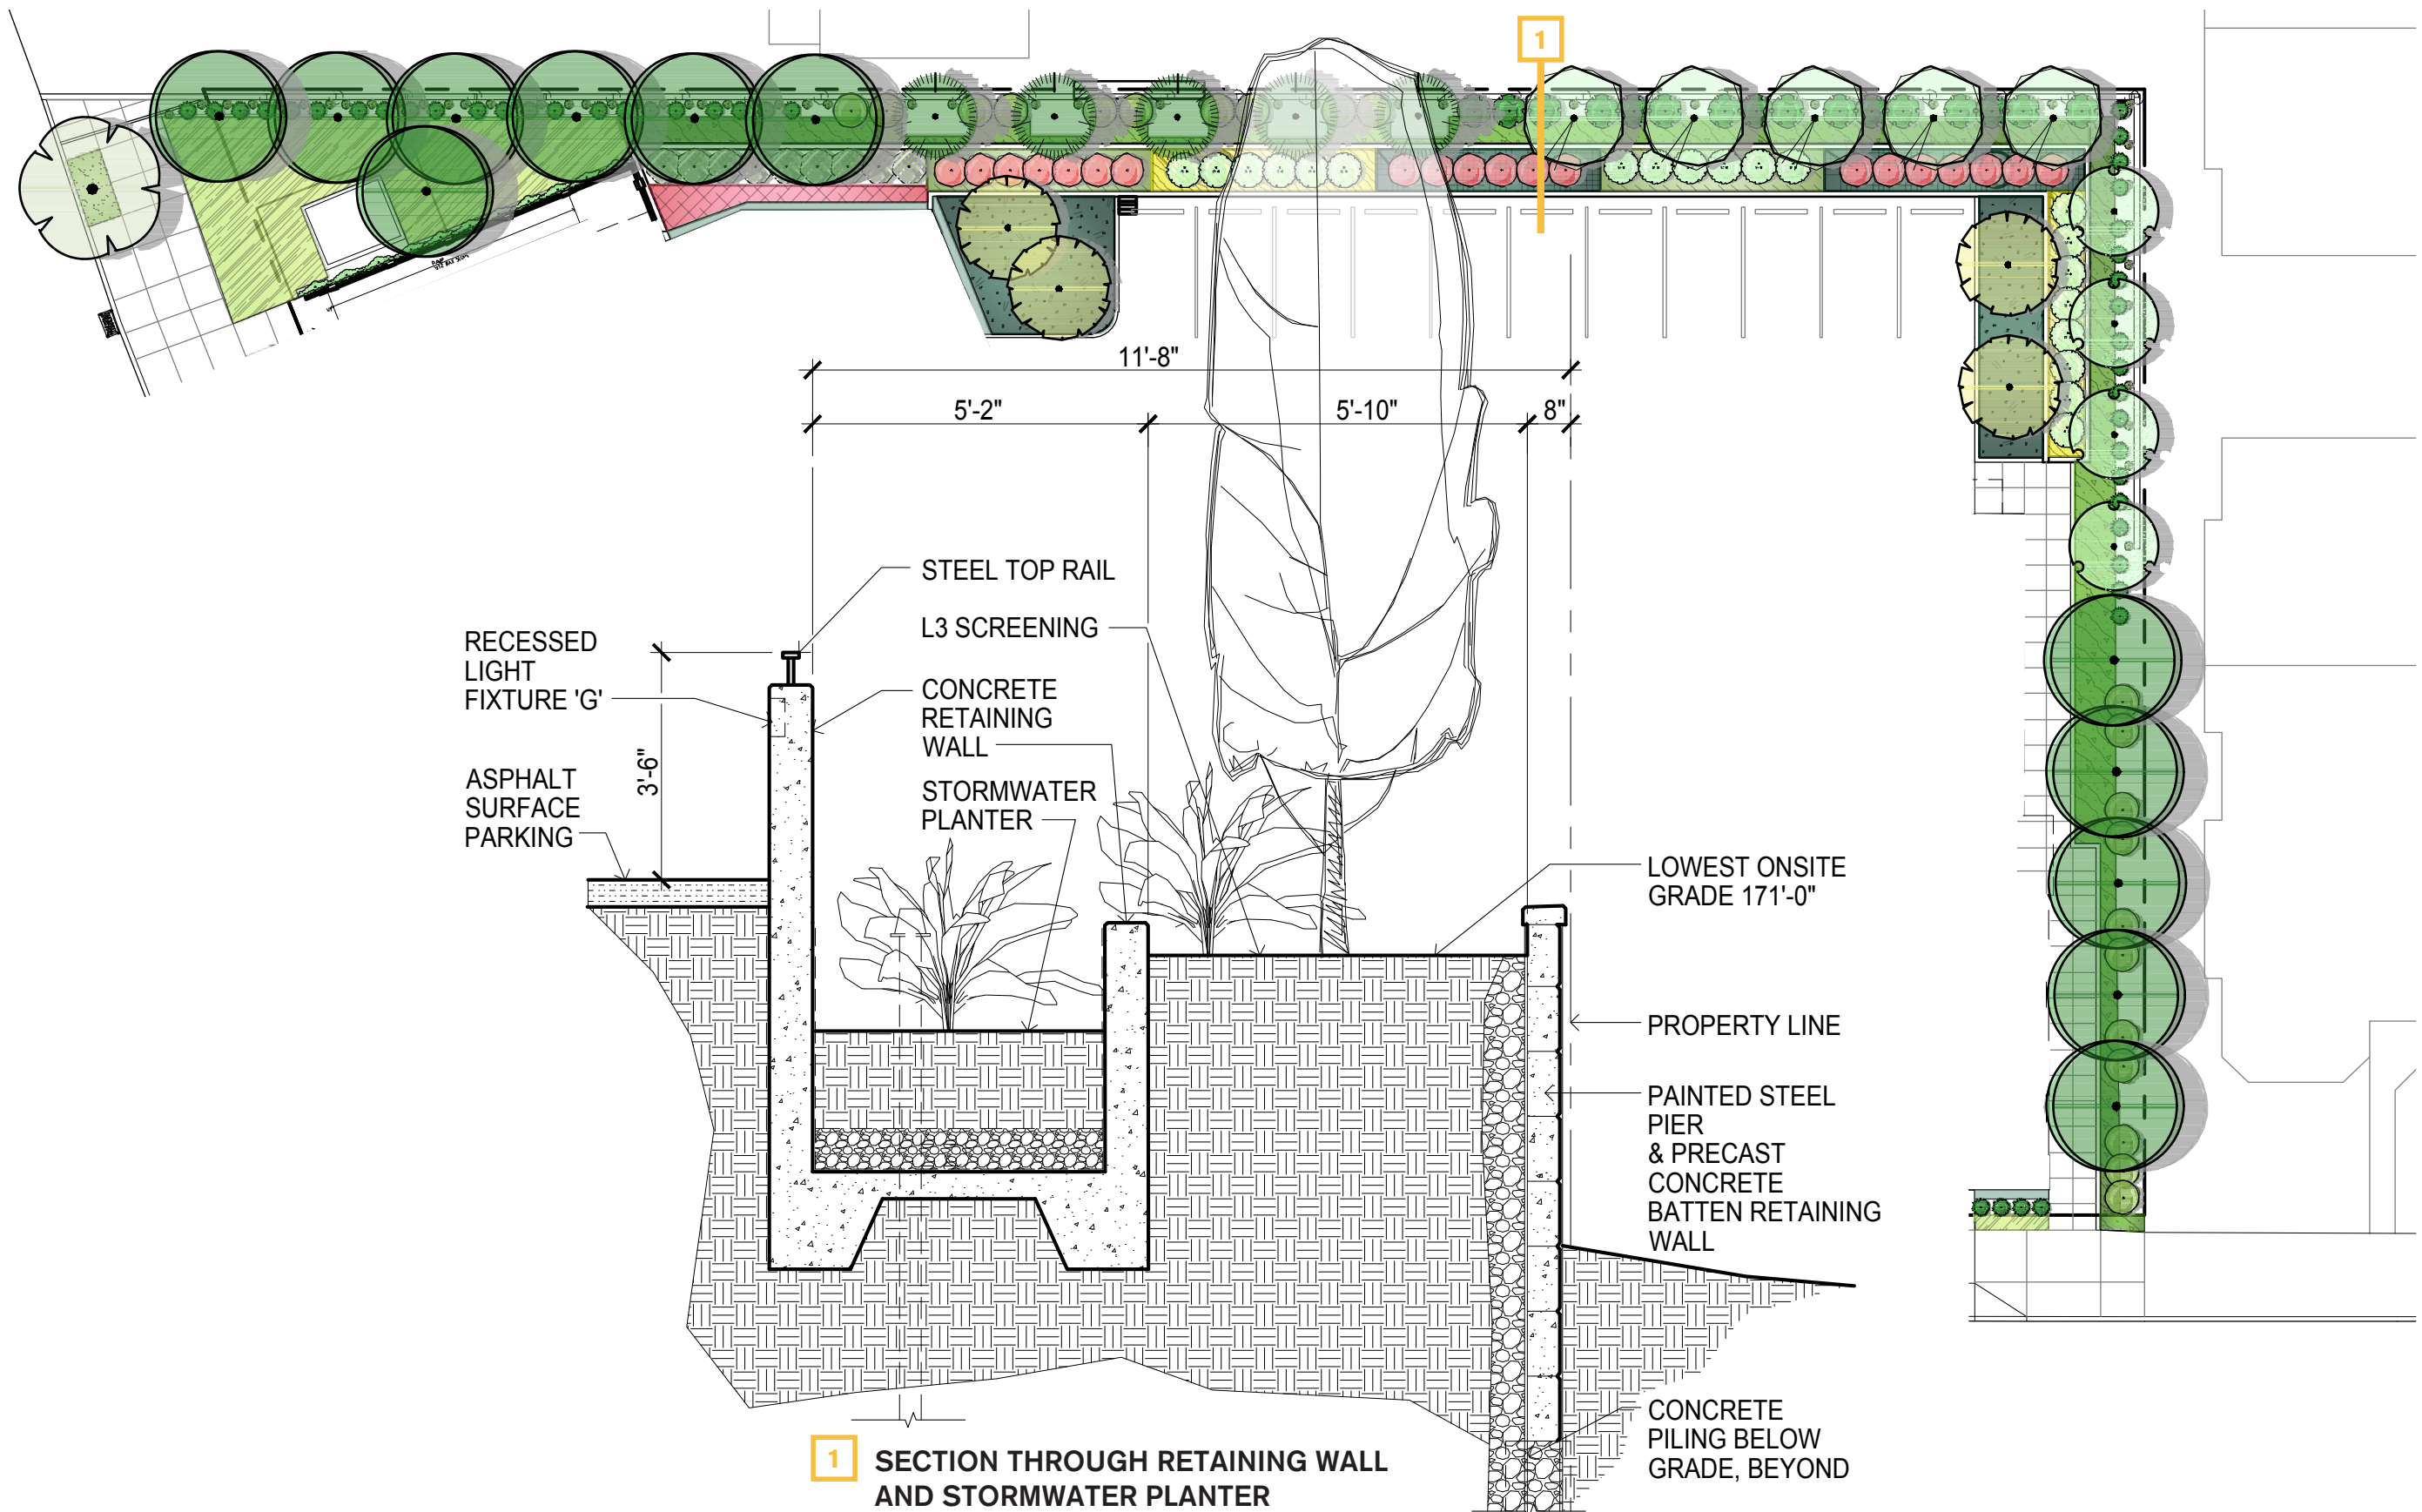 1
11'-8"
5'-2"
5'-10"
8"
STEEL TOP RAIL
L3 SCREENING
RECESSED
LIGHT
FIXTURE 'G'
CONCRETE
RETAINING
WALL
3'-6"
ASPHALT
SURFACE
PARKING
STORMWATER
PLANTER
LOWEST ONSITE
GRADE 171'-0"
PROPERTY LINE
PAINTED STEEL
PIER
& PRECAST
CONCRETE
BATTEN RETAINING
WALL
CONCRETE
PILING BELOW
GRADE, BEYOND
1
SECTION THROUGH RETAINING WALL
AND STORMWATER PLANTER